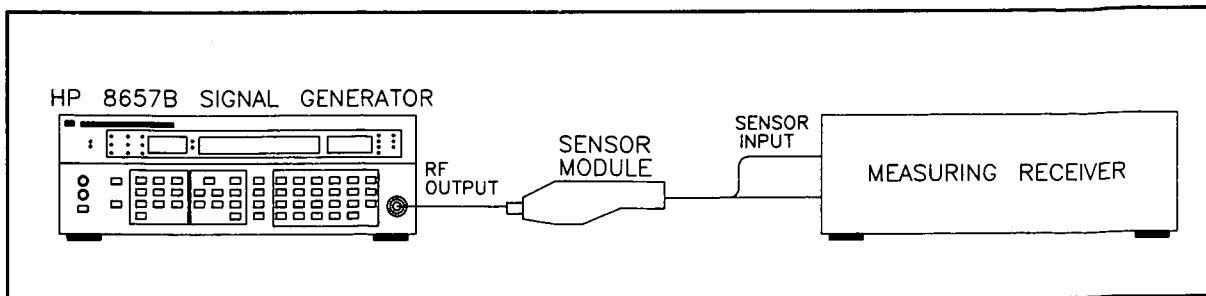 HP 8657B SIGNAL GENERATOR
RF
OUTPUT
SENSOR
MODULE
SENSOR
INPUT
MEASURING RECEIVER